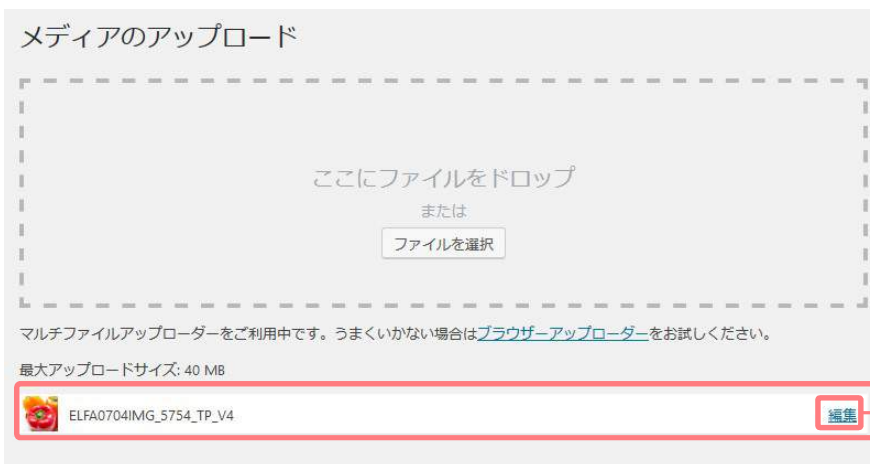 メディアのアップロード
ここにファイルをドロップ
または
ファイルを選択
マルチファイルアップローダーをご利用中です。うまくいかない場合はブラウザーアップローダーをお試しください。
最大アップロードサイズ: 40 MB
ELFA0704IMG_5754_TP_V4 編集